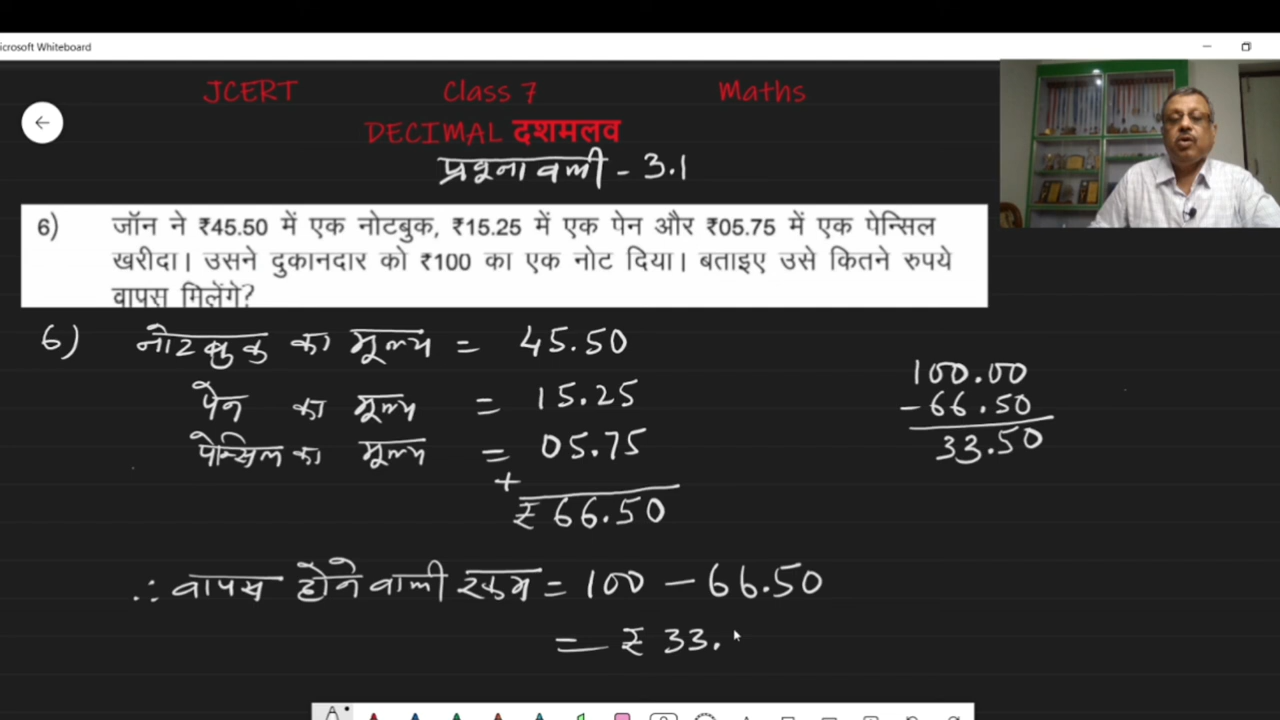 Microsoft Whiteboard
JCERT Class 7 Maths
DECIMAL दशमलव
प्रश्नावली - 3.1
6) जॉन ने ₹45.50 में एक नोटबुक, ₹15.25 में एक पेन और ₹05.75 में एक पेन्सिल
खरीदा। उसने दुकानदार को ₹100 का एक नोट दिया। बताइए उसे कितने रुपये
वापस मिलेंगे?
6) नोटबुक का मूल्य = 45.50
पेन का मूल्य = 15.25
पेन्सिल का मूल्य = 05.75
+
₹ 66.50
100.00
- 66.50
33.50
∴ वापस होने वाली रकम = 100 - 66.50
= ₹ 33.